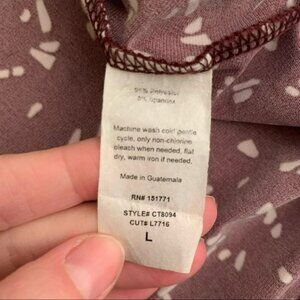 Machine wash cold gentle
cycle, only non-chlorine
bleach when needed, flat
dry, warm iron if needed.
Made in Guatemala
RN# 151771
STYLE# CT8094
CUT# L7716
L